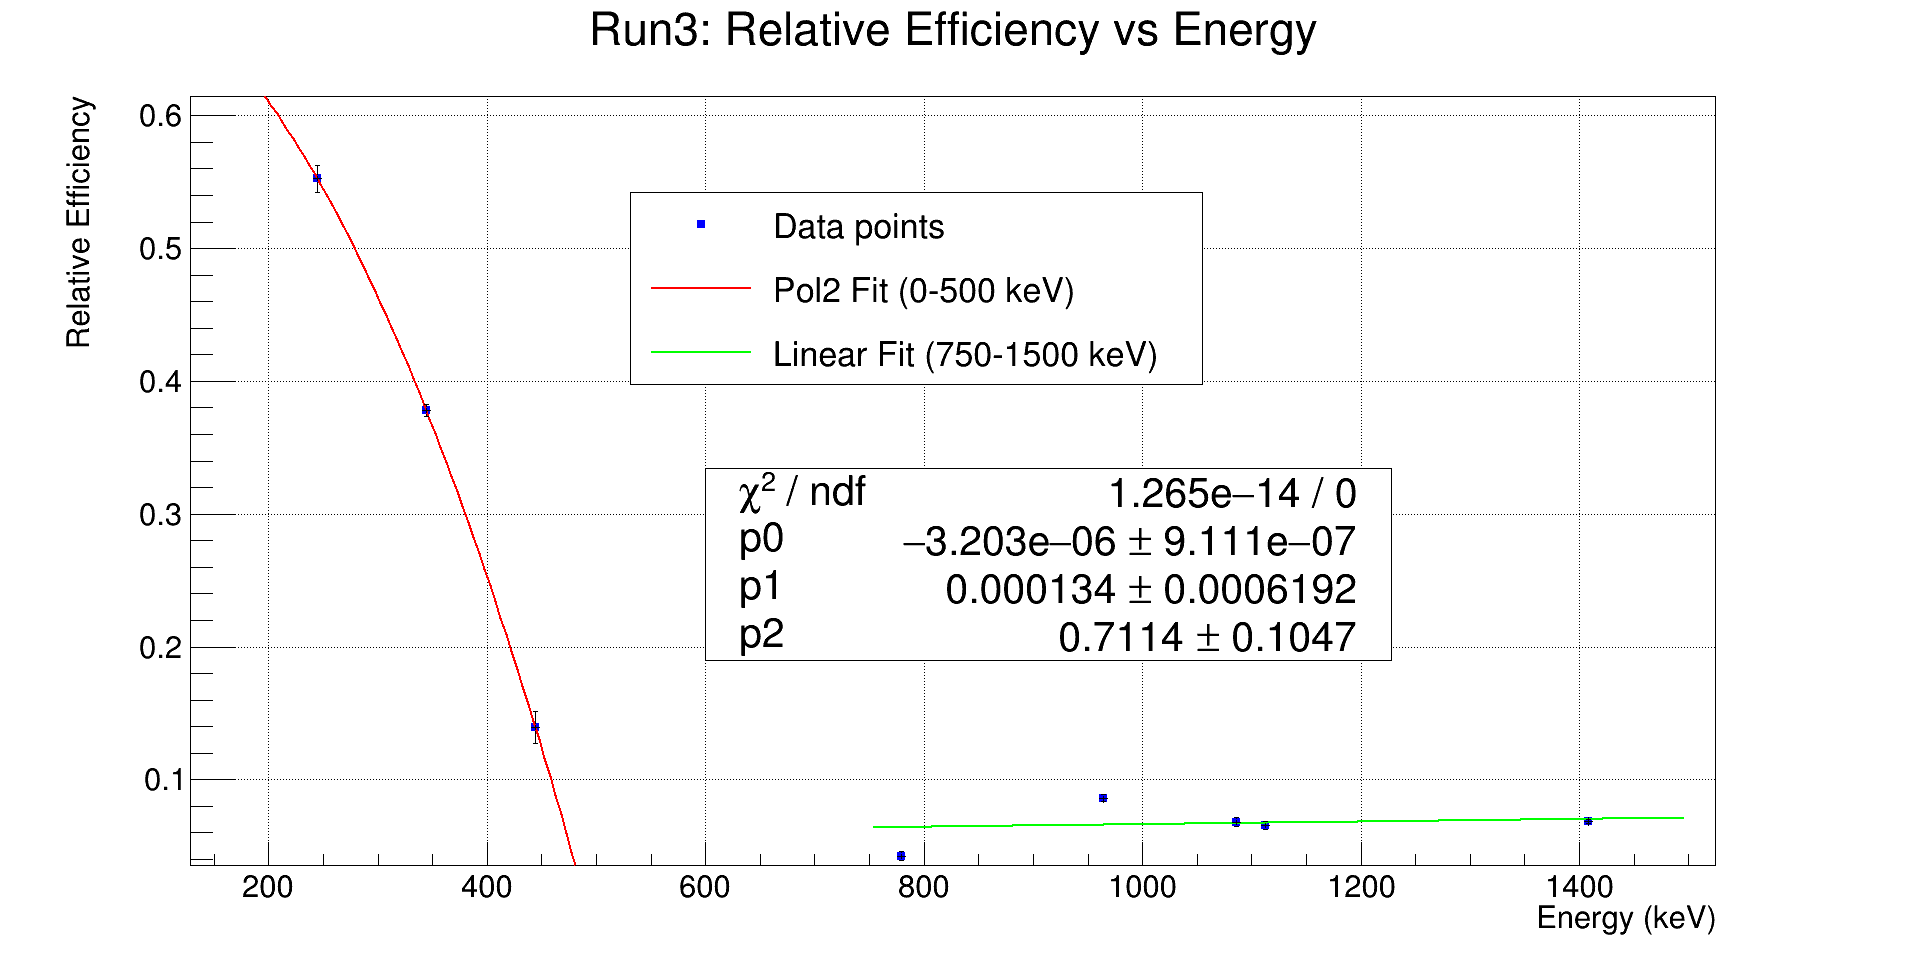 Run3: Relative Efficiency vs Energy
Relative Efficiency
0.6
0.5
0.4
0.3
0.2
0.1
Data points
Pol2 Fit (0-500 keV)
Linear Fit (750-1500 keV)
χ² / ndf 1.265e−14 / 0
p0 −3.203e−06 ± 9.111e−07
p1 0.000134 ± 0.0006192
p2 0.7114 ± 0.1047
200 400 600 800 1000 1200 1400
Energy (keV)